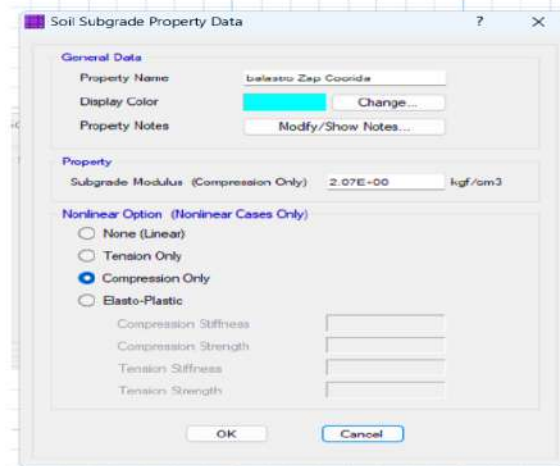 Soil Subgrade Property Data ? ×
General Data
Property Name balastro Zap Coorida
Display Color Change...
Property Notes Modify/Show Notes...
Property
Subgrade Modulus (Compression Only) 2.07E+00 kgf/cm3
Nonlinear Option (Nonlinear Cases Only)
None (Linear)
Tension Only
Compression Only
Elasto-Plastic
Compression Stiffness
Compression Strength
Tension Stiffness
Tension Strength
OK Cancel